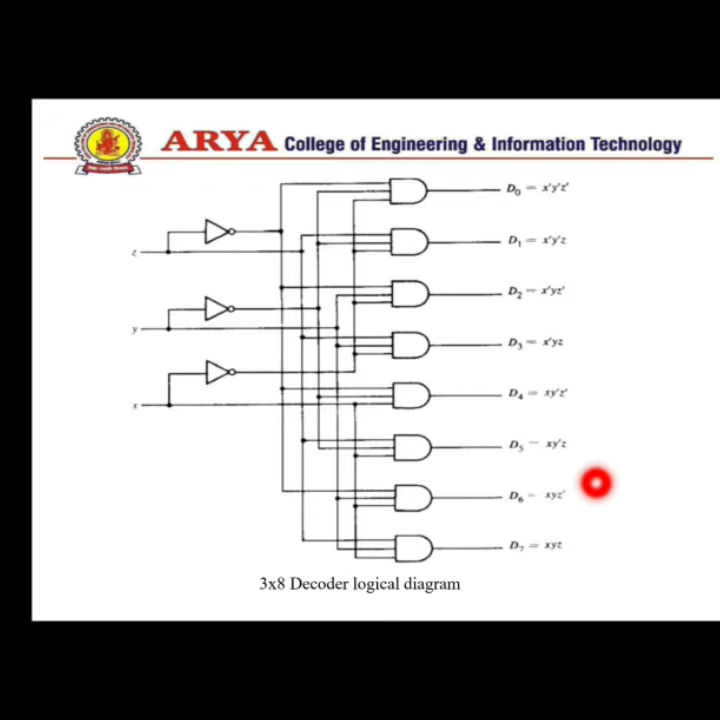 ARYA College of Engineering & Information Technology
D₀ = x'y'z'
z
D₁ = x'y'z
D₂ = x'yz'
y
D₃ = x'yz
D₄ = xy'z'
x
D₅ = xy'z
D₆ = xyz'
D₇ = xyz
3x8 Decoder logical diagram